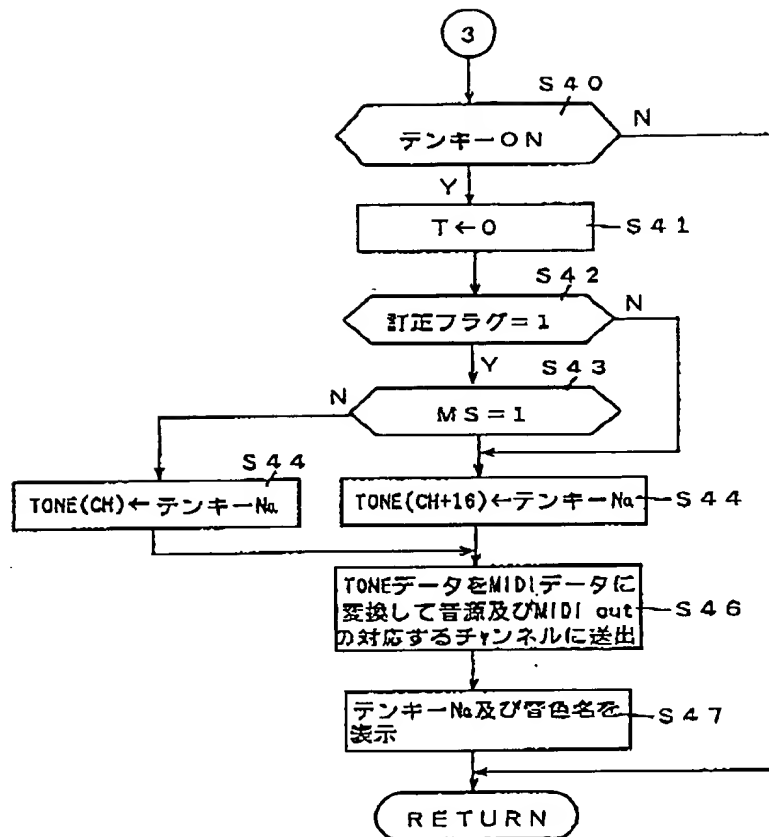 3
S40
テンキーON
N
Y
T←0
S41
S42
訂正フラグ=1
N
Y
S43
N
MS=1
S44
TONE(CH)←テンキーNa
TONE(CH+16)←テンキーNa
S44
TONEデータをMIDIデータに
変換して音源及びMIDI out
の対応するチャンネルに送出
S46
テンキーNa及び音色名を
表示
S47
RETURN